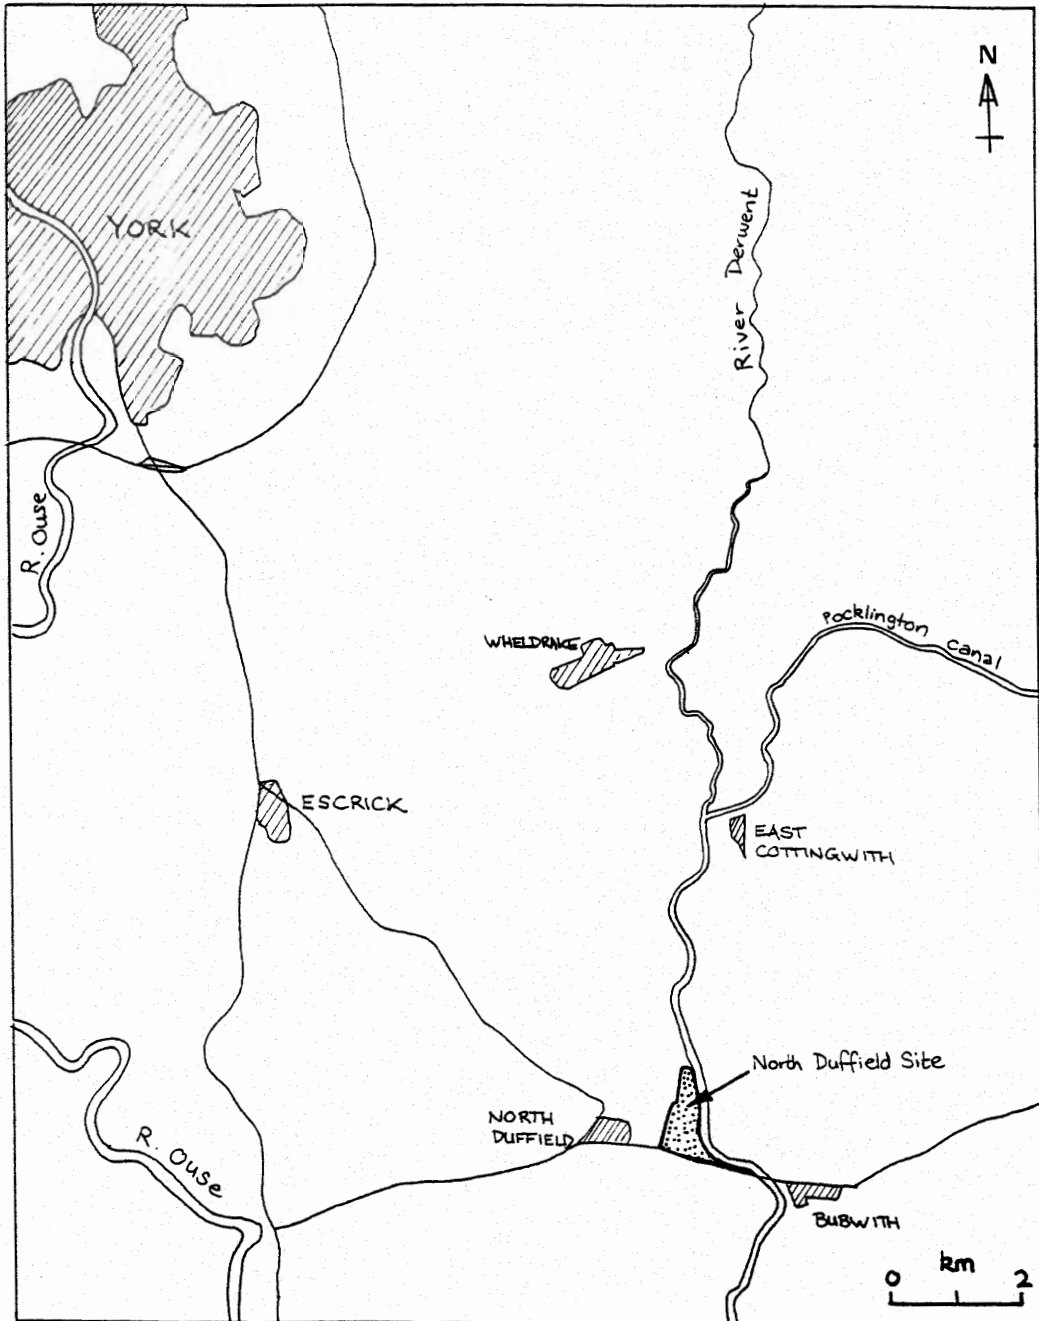 N
YORK
River Derwent
R. Ouse
Pocklington Canal
WHELDRAKE
ESCRICK
EAST
COTTINGWITH
North Duffield Site
NORTH
DUFFIELD
R. Ouse
BUBWITH
km
0 2